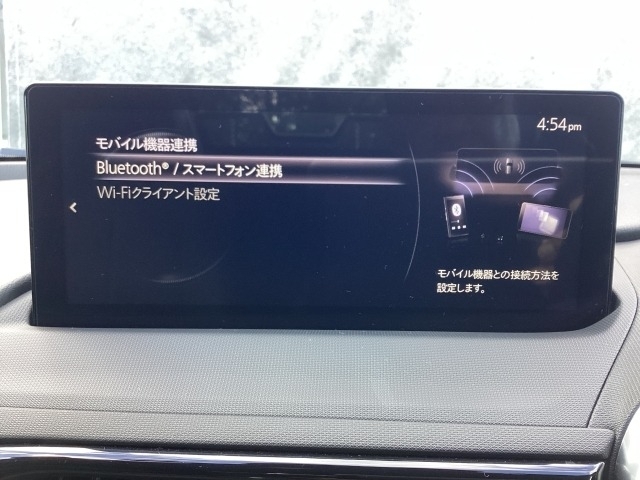 4:54pm
モバイル機器連携
Bluetooth® / スマートフォン連携
Wi-Fiクライアント設定
モバイル機器との接続方法を
設定します。